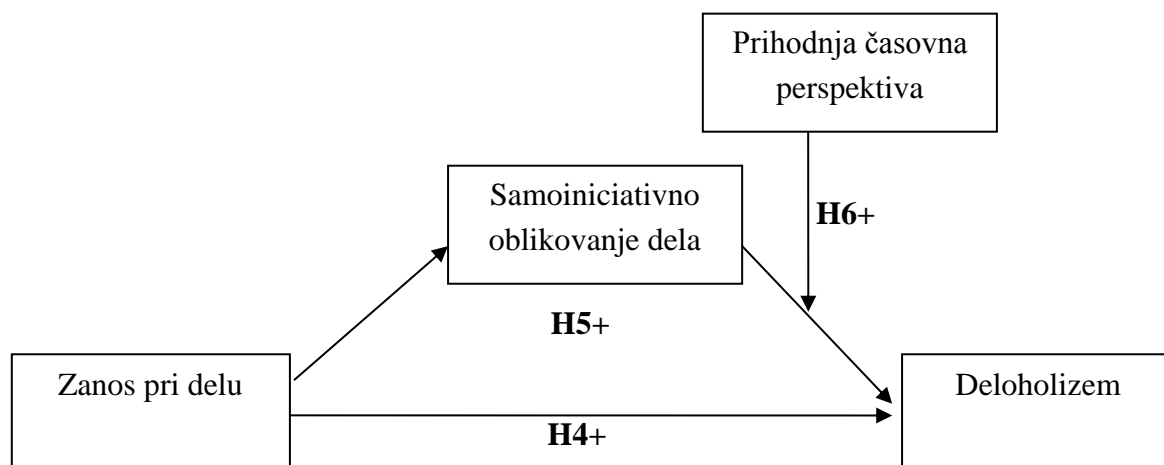 Prihodnja časovna
perspektiva
Samoiniciativno
oblikovanje dela
H6+
H5+
Zanos pri delu
Deloholizem
H4+